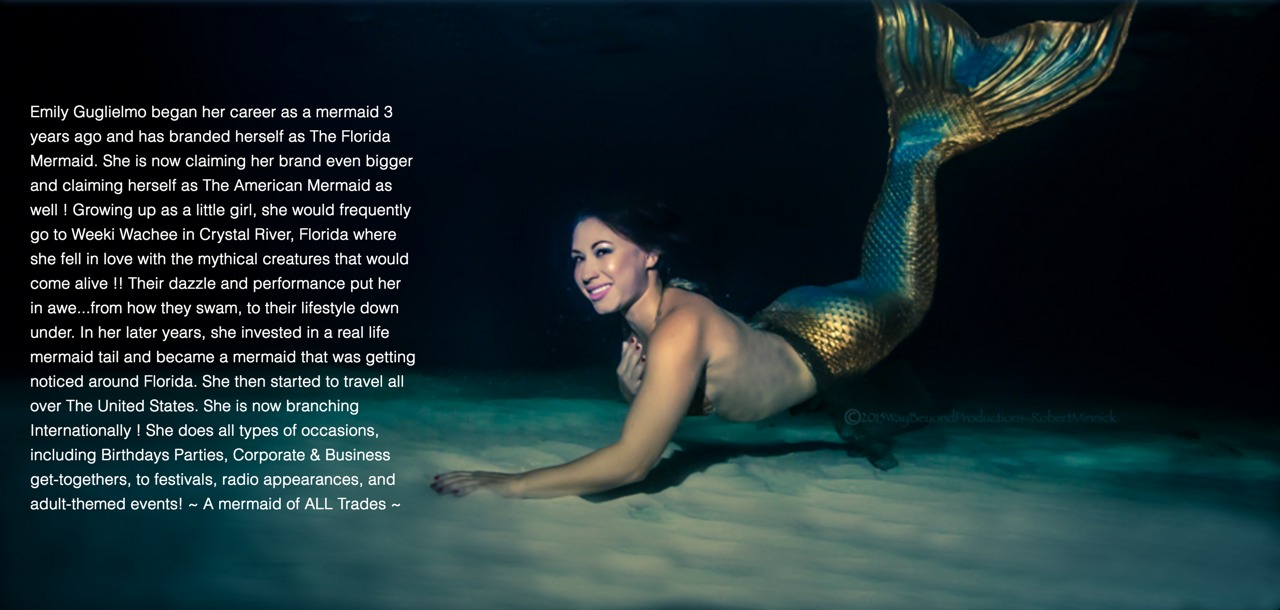 Emily Guglielmo began her career as a mermaid 3
years ago and has branded herself as The Florida
Mermaid. She is now claiming her brand even bigger
and claiming herself as The American Mermaid as
well ! Growing up as a little girl, she would frequently
go to Weeki Wachee in Crystal River, Florida where
she fell in love with the mythical creatures that would
come alive !! Their dazzle and performance put her
in awe...from how they swam, to their lifestyle down
under. In her later years, she invested in a real life
mermaid tail and became a mermaid that was getting
noticed around Florida. She then started to travel all
over The United States. She is now branching
Internationally ! She does all types of occasions,
including Birthdays Parties, Corporate & Business
get-togethers, to festivals, radio appearances, and
adult-themed events! ~ A mermaid of ALL Trades ~
©2015WayBeyondProductions-RobertMinnick